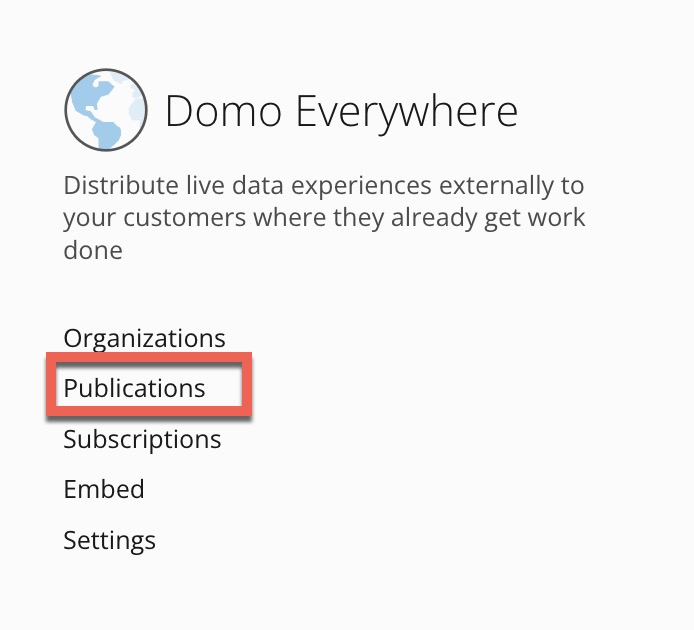 Domo Everywhere
Distribute live data experiences externally to
your customers where they already get work
done
Organizations
Publications
Subscriptions
Embed
Settings